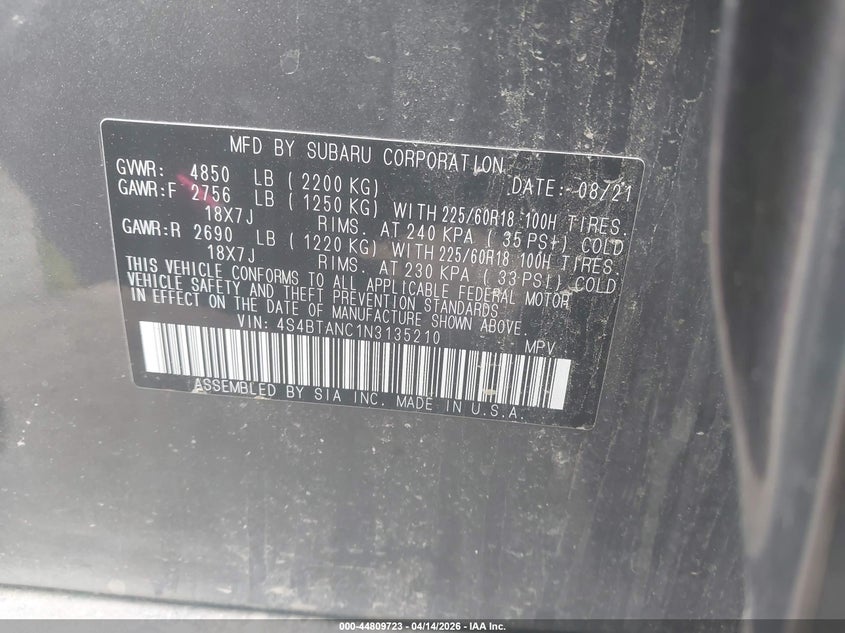 MFD BY SUBARU CORPORATION
GVWR: 4850 LB ( 2200 KG) DATE: 08/21
GAWR:F 2756 LB ( 1250 KG) WITH 225/60R18 100H TIRES.
18X7J RIMS. AT 240 KPA ( 35 PSI) COLD
GAWR:R 2690 LB ( 1220 KG) WITH 225/60R18 100H TIRES.
18X7J RIMS. AT 230 KPA ( 33 PSI) COLD
THIS VEHICLE CONFORMS TO ALL APPLICABLE FEDERAL MOTOR
VEHICLE SAFETY AND THEFT PREVENTION STANDARDS
IN EFFECT ON THE DATE OF MANUFACTURE SHOWN ABOVE.
VIN: 4S4BTANC1N3135210 MPV
ASSEMBLED BY SIA INC. MADE IN U.S.A.
000-44809723 - 04/14/2026 - IAA Inc.